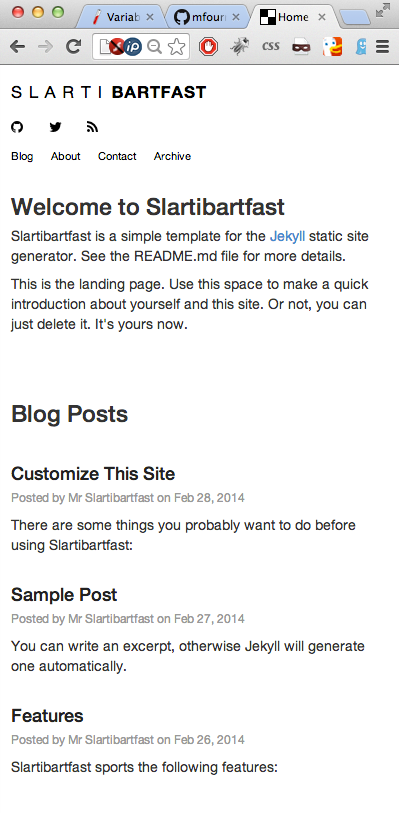 Variab
mfour
Home
ip
CSS
SLARTIBARTFAST
Blog About Contact Archive
Welcome to Slartibartfast
Slartibartfast is a simple template for the Jekyll static site
generator. See the README.md file for more details.
This is the landing page. Use this space to make a quick
introduction about yourself and this site. Or not, you can
just delete it. It's yours now.
Blog Posts
Customize This Site
Posted by Mr Slartibartfast on Feb 28, 2014
There are some things you probably want to do before
using Slartibartfast:
Sample Post
Posted by Mr Slartibartfast on Feb 27, 2014
You can write an excerpt, otherwise Jekyll will generate
one automatically.
Features
Posted by Mr Slartibartfast on Feb 26, 2014
Slartibartfast sports the following features: